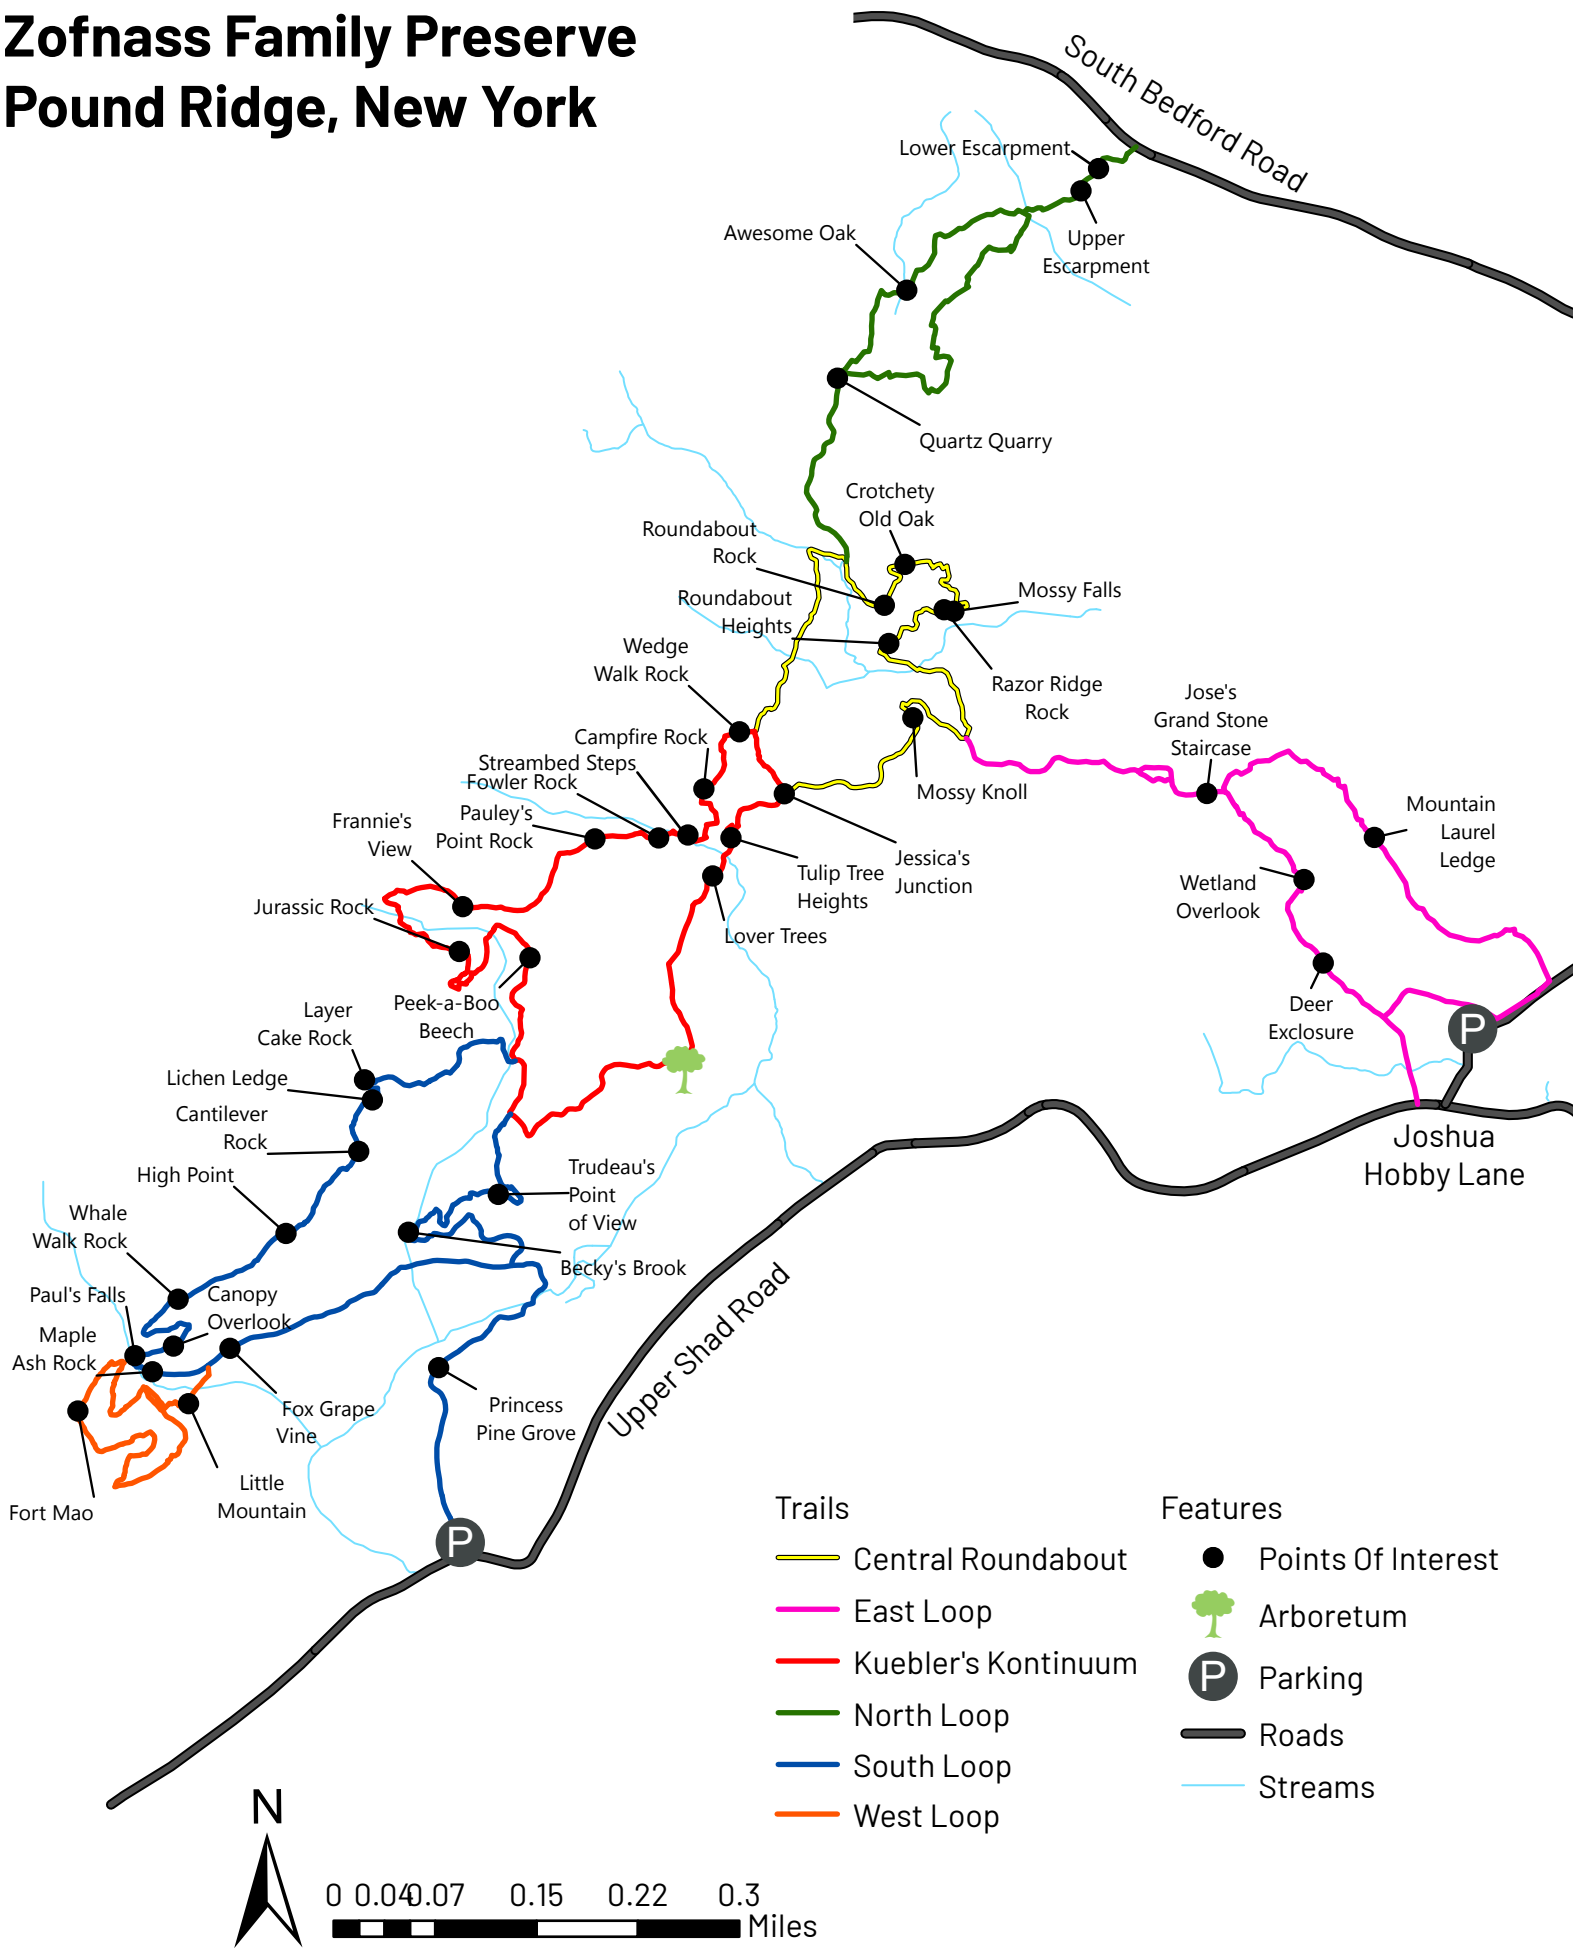 Zofnass Family Preserve
Pound Ridge, New York
South Bedford Road
Lower Escarpment
Awesome Oak
Upper
Escarpment
Quartz Quarry
Crotchety
Old Oak
Roundabout
Rock
Mossy Falls
Roundabout
Heights
Wedge
Walk Rock
Razor Ridge
Rock
Jose's
Grand Stone
Staircase
Campfire Rock
Streambed Steps
Fowler Rock
Mossy Knoll
Pauley's
Point Rock
Frannie's
View
Mountain
Laurel
Ledge
Jessica's
Junction
Tulip Tree
Heights
Wetland
Overlook
Jurassic Rock
Lover Trees
Peek-a-Boo
Beech
Deer
Exclosure
P
Layer
Cake Rock
Lichen Ledge
Cantilever
Rock
Joshua
Hobby Lane
High Point
Trudeau's
Point
of View
Whale
Walk Rock
Becky's Brook
Paul's Falls
Canopy
Overlook
Maple
Ash Rock
Upper Shad Road
Fox Grape
Vine
Princess
Pine Grove
Little
Mountain
Fort Mao
P
Trails
Central Roundabout
East Loop
Kuebler's Kontinuum
North Loop
South Loop
West Loop
Features
Points Of Interest
Arboretum
P Parking
Roads
Streams
N
0 0.04 0.07 0.15 0.22 0.3
Miles